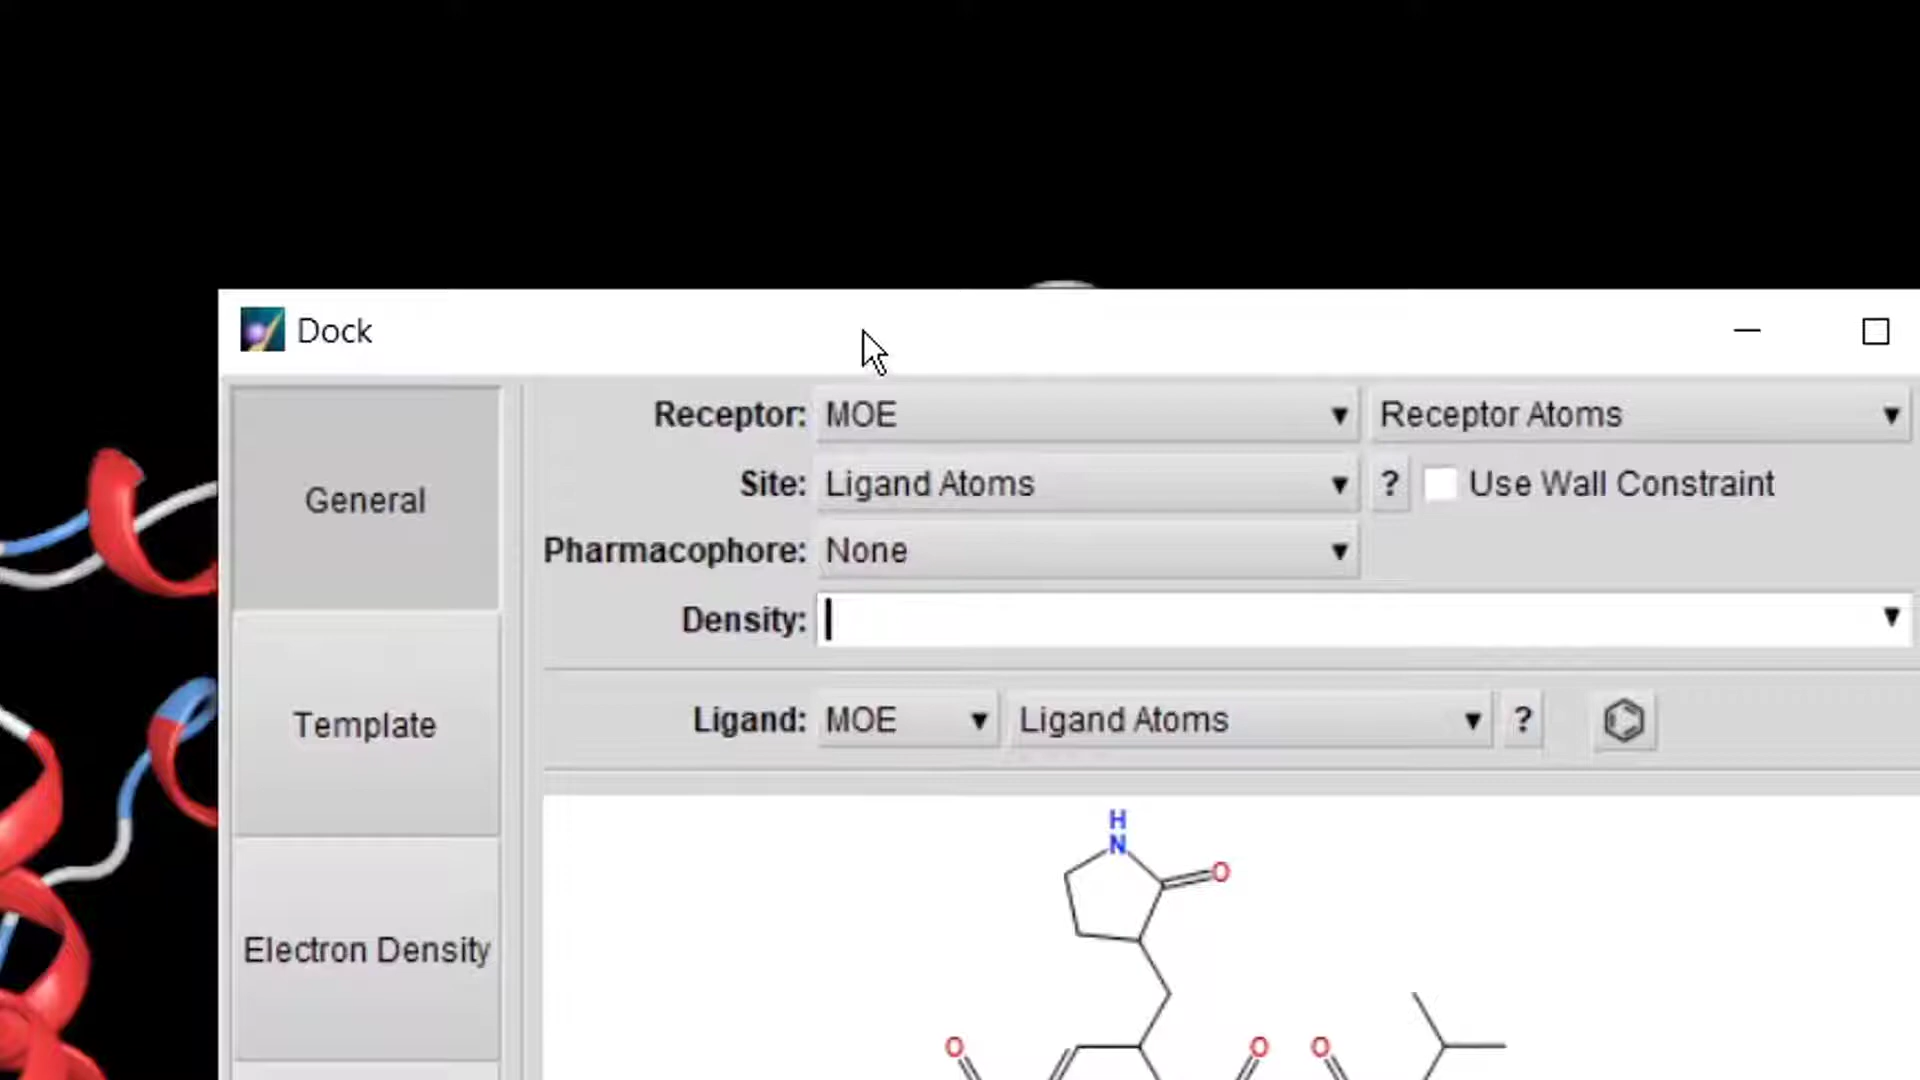 Dock
Receptor: MOE Receptor Atoms
Site: Ligand Atoms ? Use Wall Constraint
Pharmacophore: None
Density:
Ligand: MOE Ligand Atoms ?
General
Template
Electron Density
H
N
O
O O O